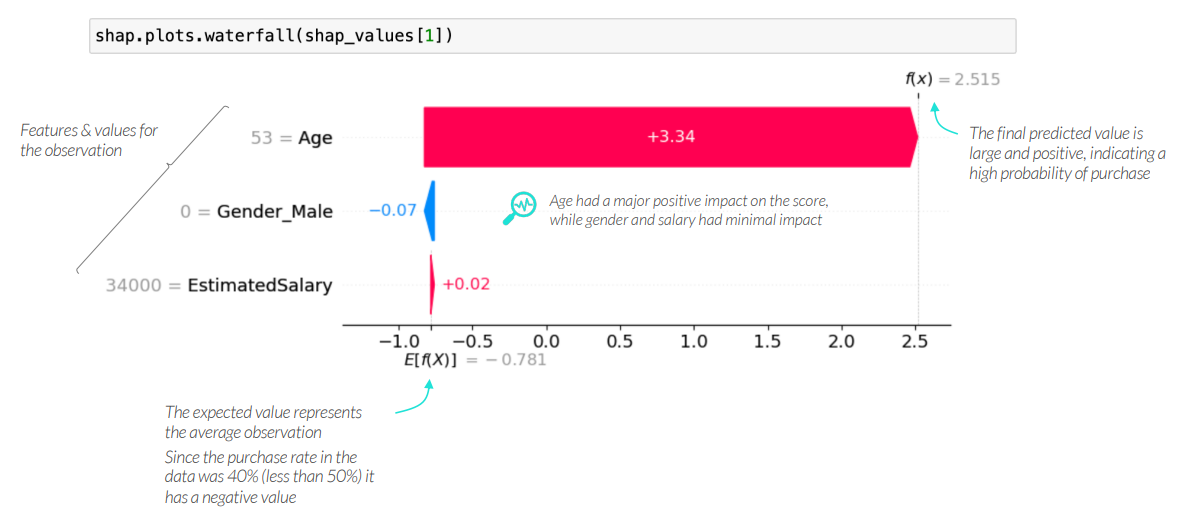 shap.plots.waterfall(shap_values[1])
f(x) = 2.515
Features & values for
the observation
53 = Age
+3.34
The final predicted value is
large and positive, indicating a
high probability of purchase
0 = Gender_Male
−0.07
Age had a major positive impact on the score,
while gender and salary had minimal impact
34000 = EstimatedSalary
+0.02
−1.0 −0.5 0.0 0.5 1.0 1.5 2.0 2.5
E[f(X)] = −0.781
The expected value represents
the average observation
Since the purchase rate in the
data was 40% (less than 50%) it
has a negative value